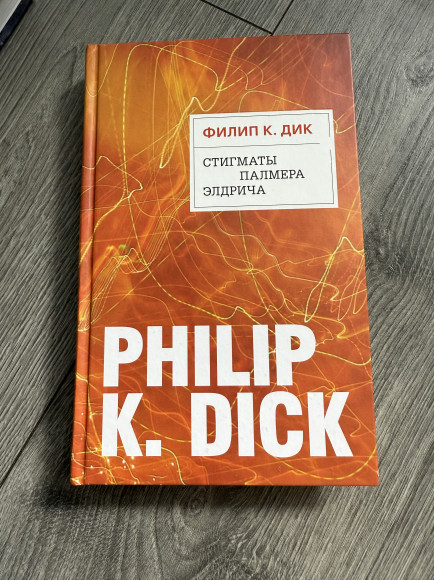 ФИЛИП К. ДИК
СТИГМАТЫ
ПАЛМЕРА
ЭЛДРИЧА
PHILIP
K. DICK